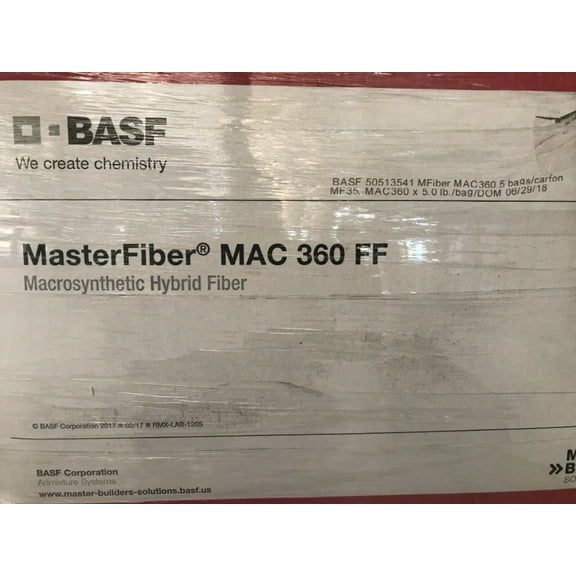 BASF
We create chemistry
BASF 50513541 MFiber MAC360 5 bags/carton
MF35, MAC360 x 5.0 lb./bag/DOM 06/29/18
MasterFiber® MAC 360 FF
Macrosynthetic Hybrid Fiber
© BASF Corporation 2017 ■ 02/17 ■ RMX-LAB-1205
BASF Corporation
Admixture Systems
www.master-builders-solutions.basf.us
M
B
SO